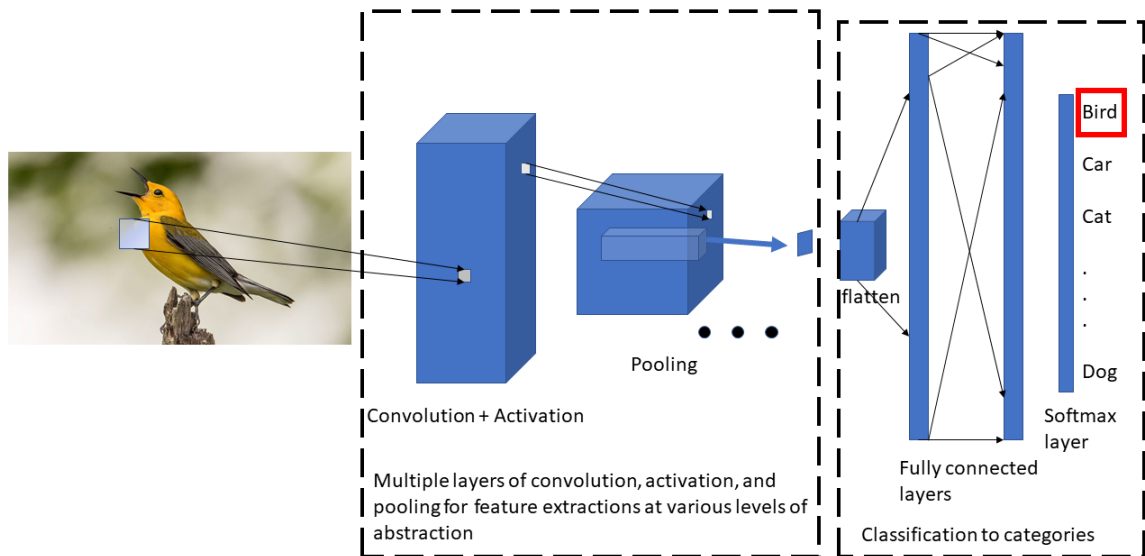 Bird
Car
Cat
.
.
.
Dog
flatten
Pooling
Convolution + Activation
Softmax
layer
Fully connected
layers
Multiple layers of convolution, activation, and
pooling for feature extractions at various levels of
abstraction
Classification to categories